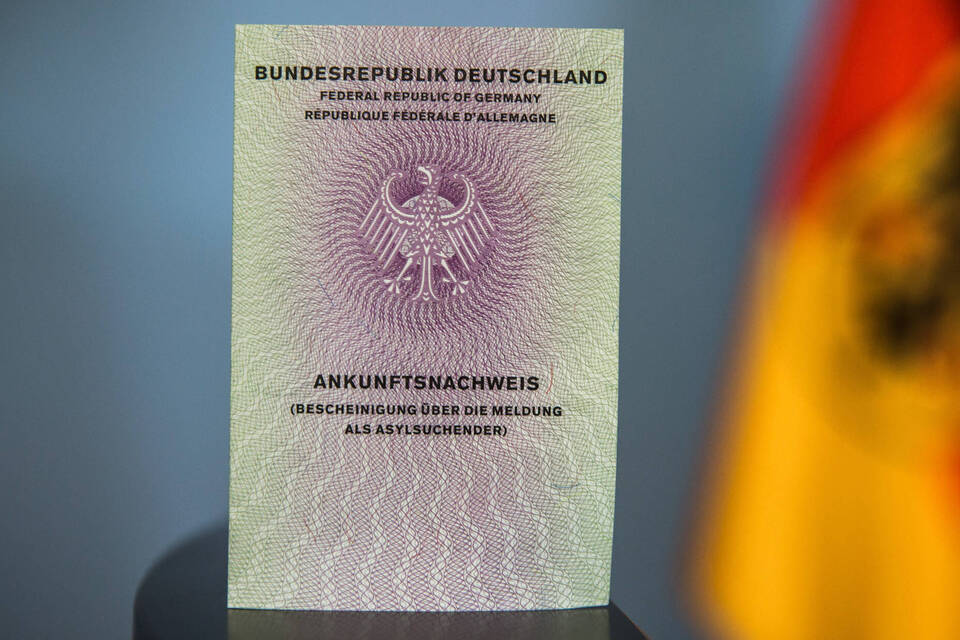 BUNDESREPUBLIK DEUTSCHLAND
FEDERAL REPUBLIC OF GERMANY
RÉPUBLIQUE FÉDÉRALE D'ALLEMAGNE
ANKUNFTSNACHWEIS
(BESCHEINIGUNG ÜBER DIE MELDUNG
ALS ASYLSUCHENDER)